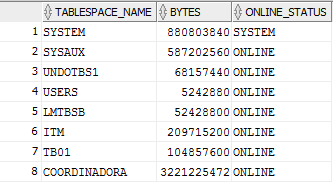 TABLESPACE_NAME BYTES ONLINE_STATUS
1 SYSTEM 880803840 SYSTEM
2 SYSAUX 587202560 ONLINE
3 UNDOTBS1 68157440 ONLINE
4 USERS 5242880 ONLINE
5 LMTBSB 52428800 ONLINE
6 ITM 209715200 ONLINE
7 TB01 104857600 ONLINE
8 COORDINADORA 3221225472 ONLINE